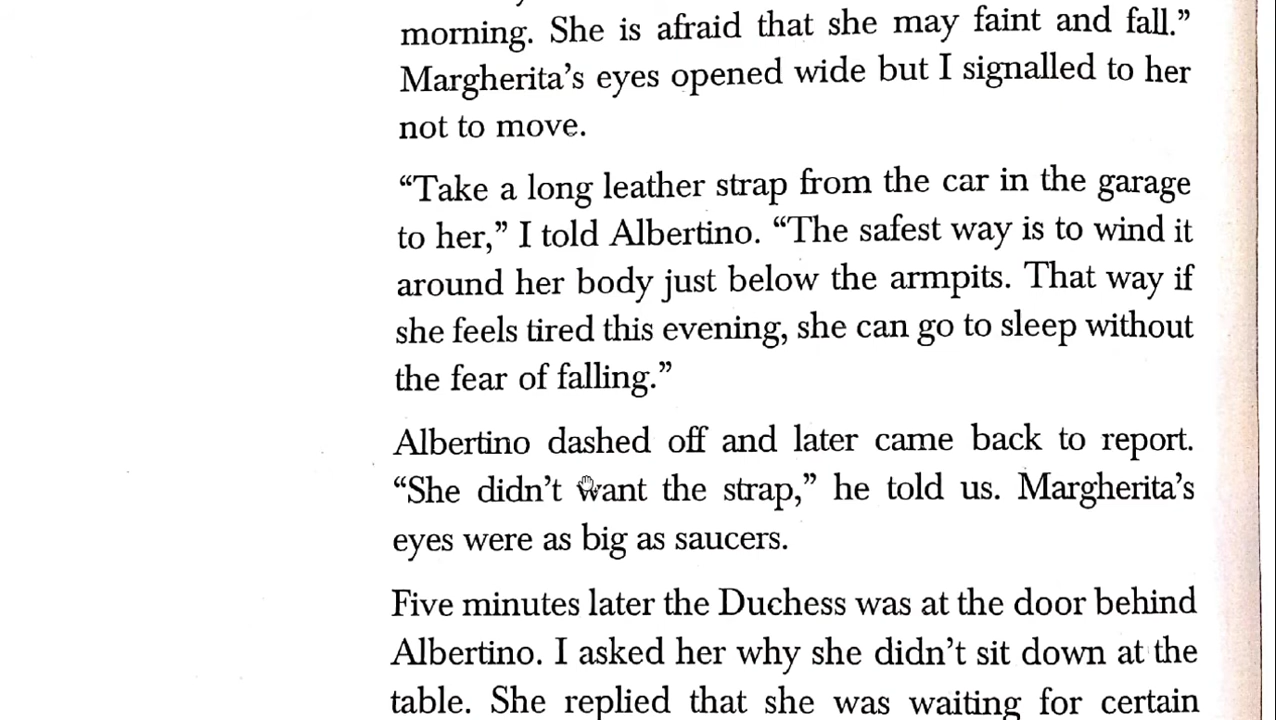 morning. She is afraid that she may faint and fall.”
Margherita’s eyes opened wide but I signalled to her
not to move.
“Take a long leather strap from the car in the garage
to her,” I told Albertino. “The safest way is to wind it
around her body just below the armpits. That way if
she feels tired this evening, she can go to sleep without
the fear of falling.”
Albertino dashed off and later came back to report.
“She didn’t want the strap,” he told us. Margherita’s
eyes were as big as saucers.
Five minutes later the Duchess was at the door behind
Albertino. I asked her why she didn’t sit down at the
table. She replied that she was waiting for certain